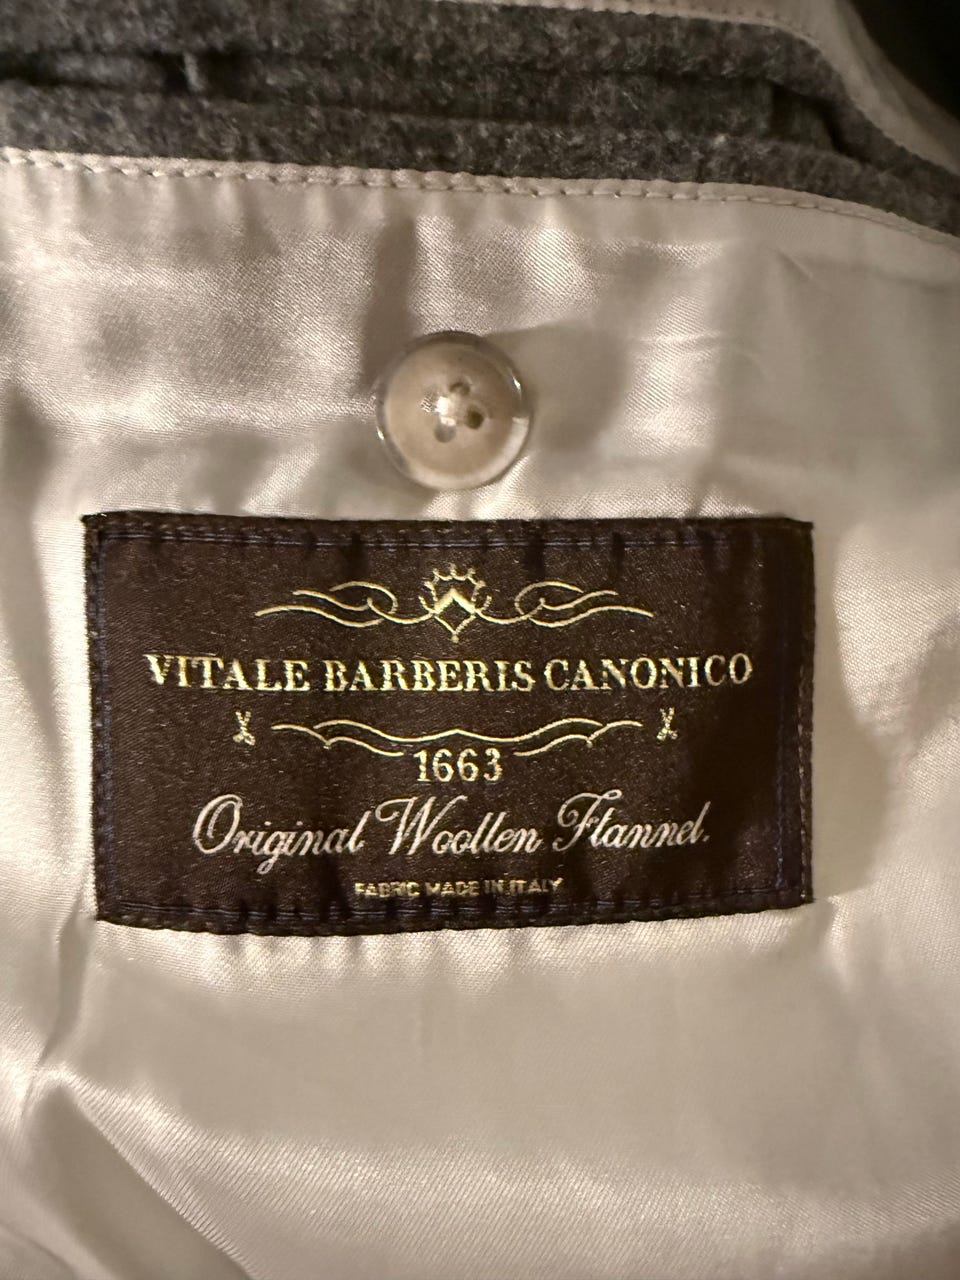 VITALE BARBERIS CANONICO
1663
Original Woollen Flannel.
FABRIC MADE IN ITALY